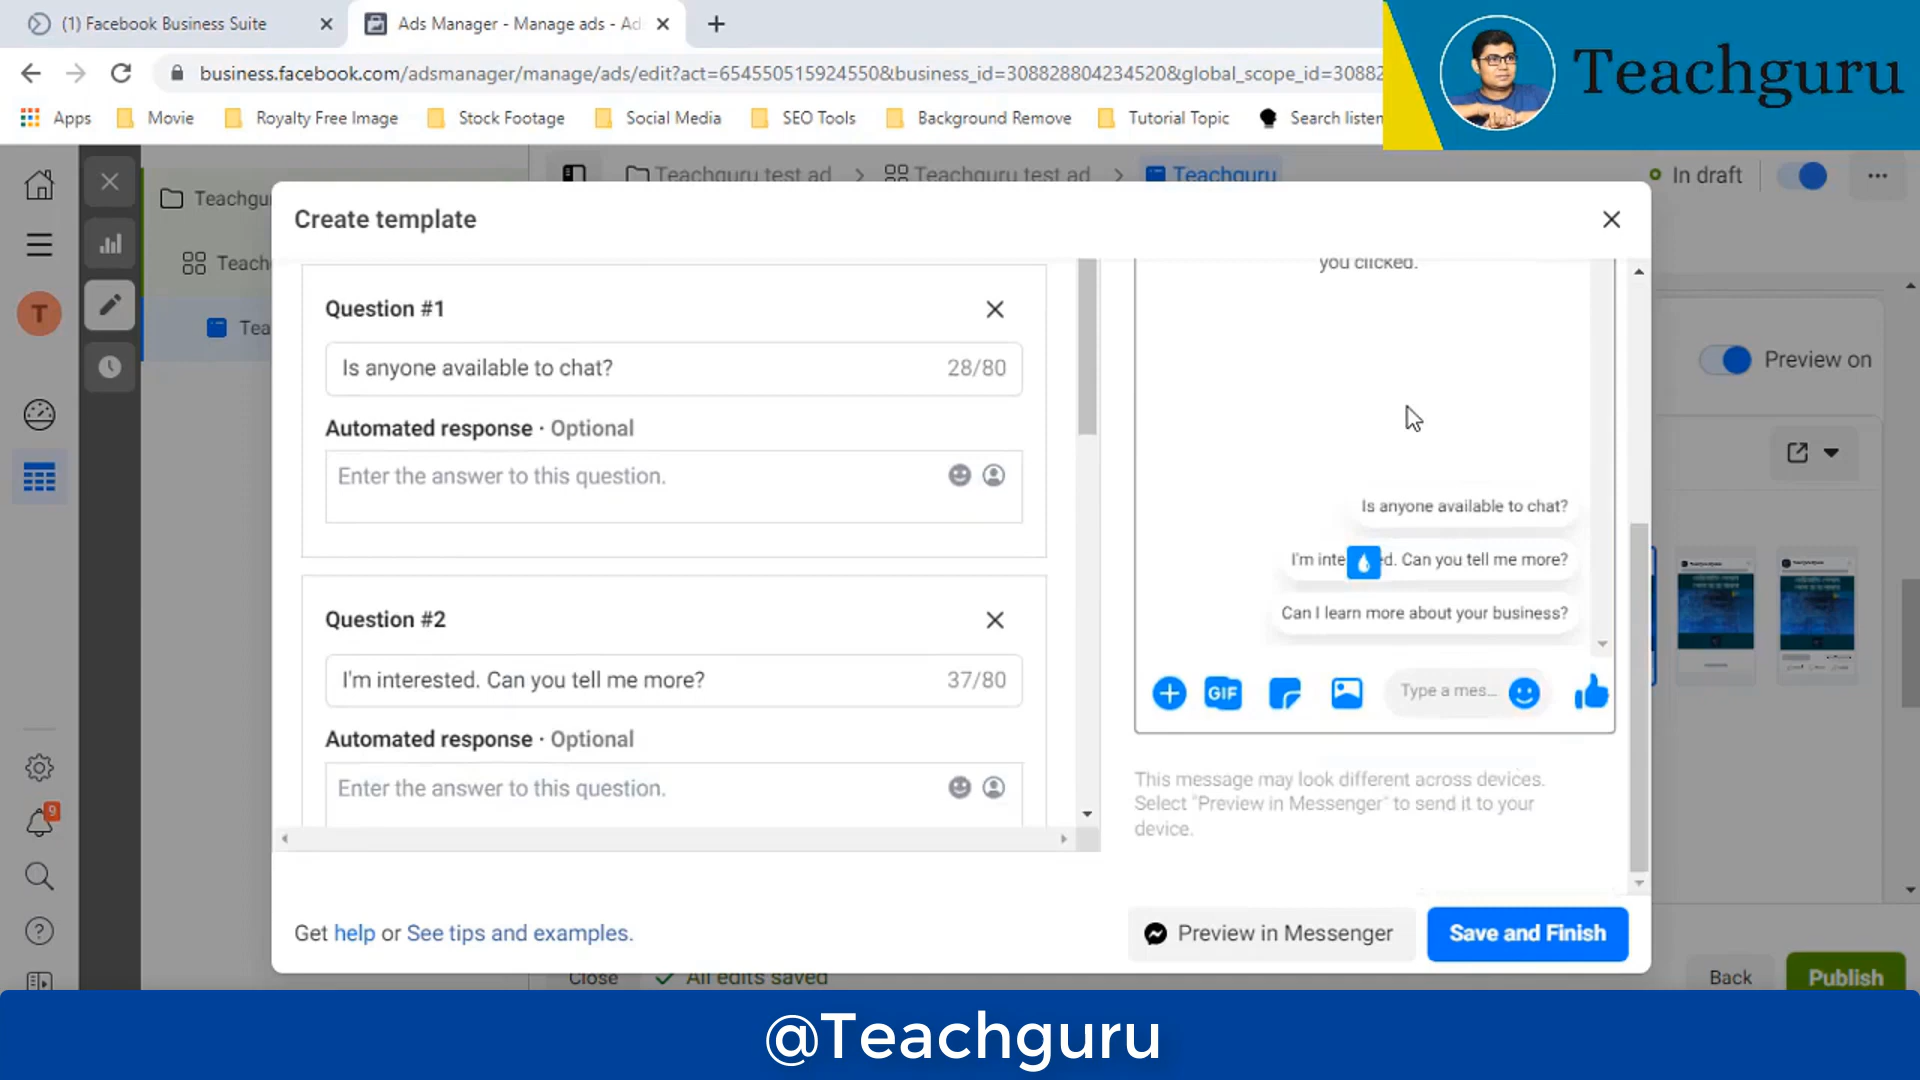 (1) Facebook Business Suite
Ads Manager - Manage ads - Ad
business.facebook.com/adsmanager/manage/ads/edit?act=654550515924550&business_id=308828804234520&global_scope_id=30882
Teachguru
Apps
Movie
Royalty Free Image
Stock Footage
Social Media
SEO Tools
Background Remove
Tutorial Topic
Search listen
Teachgu
Teachguru test ad
Teachguru test ad
Teachguru
In draft
Create template
Teach
Tea
T
you clicked.
Question #1
Is anyone available to chat?
28/80
Automated response · Optional
Enter the answer to this question.
Preview on
Is anyone available to chat?
I'm inte d. Can you tell me more?
Can I learn more about your business?
Question #2
I'm interested. Can you tell me more?
37/80
GIF
Type a mes...
Automated response · Optional
Enter the answer to this question.
This message may look different across devices.
Select "Preview in Messenger" to send it to your
device.
9
Get help or See tips and examples.
Preview in Messenger
Save and Finish
Close
All edits saved
Back
Publish
@Teachguru